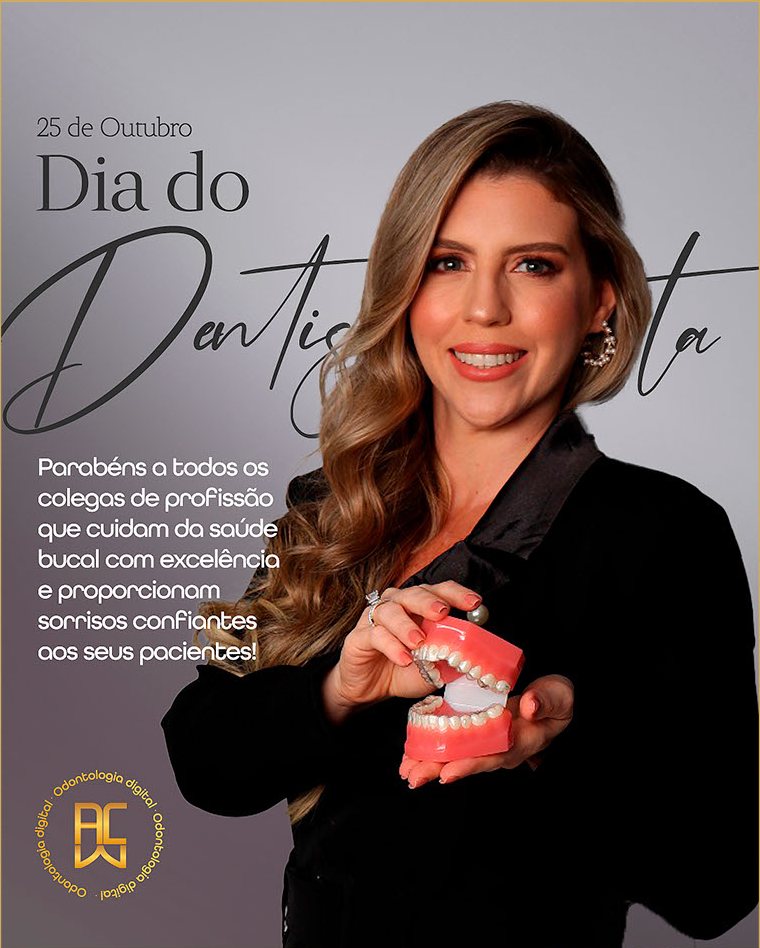 25 de Outubro
Dia do
Dentista
Parabéns a todos os
colegas de profissão
que cuidam da saúde
bucal com excelência
e proporcionam
sorrisos confiantes
aos seus pacientes!
Odontologia digital · Odontologia digital · Odontologia digital ·
AC